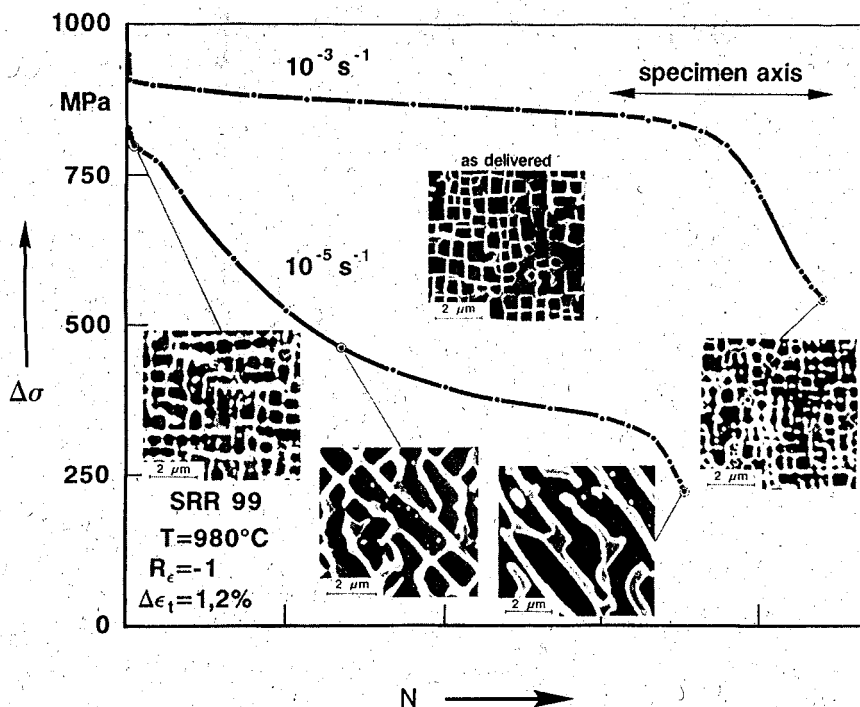 1000
10⁻³ s⁻¹
specimen axis
MPa
as delivered
750
10⁻⁵ s⁻¹
2 μm
500
Δσ
2 μm
2 μm
250
SRR 99
2 μm
2 μm
T=980°C
Rϵ=-1
Δϵt=1,2%
0
N